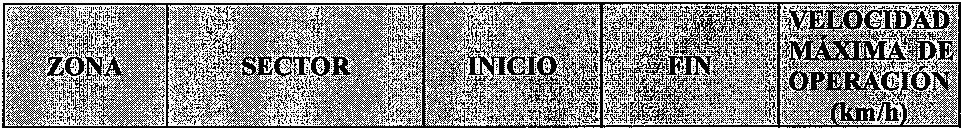 ZONA
SECTOR
INICIO
FIN
VELOCIDAD
MÁXIMA DE
OPERACIÓN
(km/h)